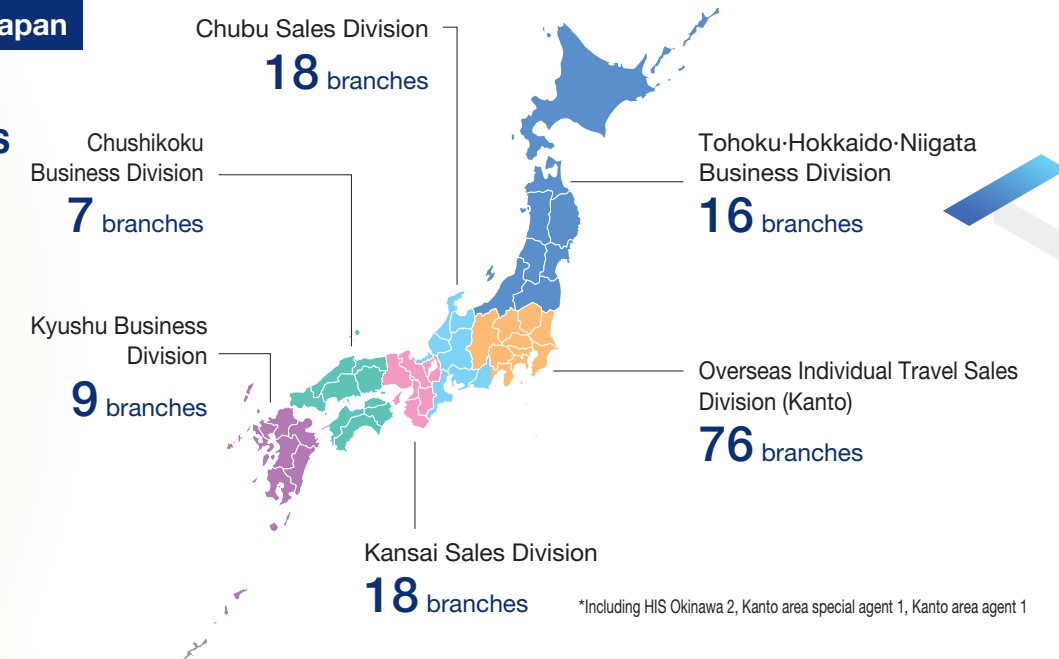 apan
s
Chubu Sales Division
18 branches
Chushikoku
Business Division
7 branches
Tohoku·Hokkaido·Niigata
Business Division
16 branches
Kyushu Business
Division
9 branches
Overseas Individual Travel Sales
Division (Kanto)
76 branches
Kansai Sales Division
18 branches
*Including HIS Okinawa 2, Kanto area special agent 1, Kanto area agent 1